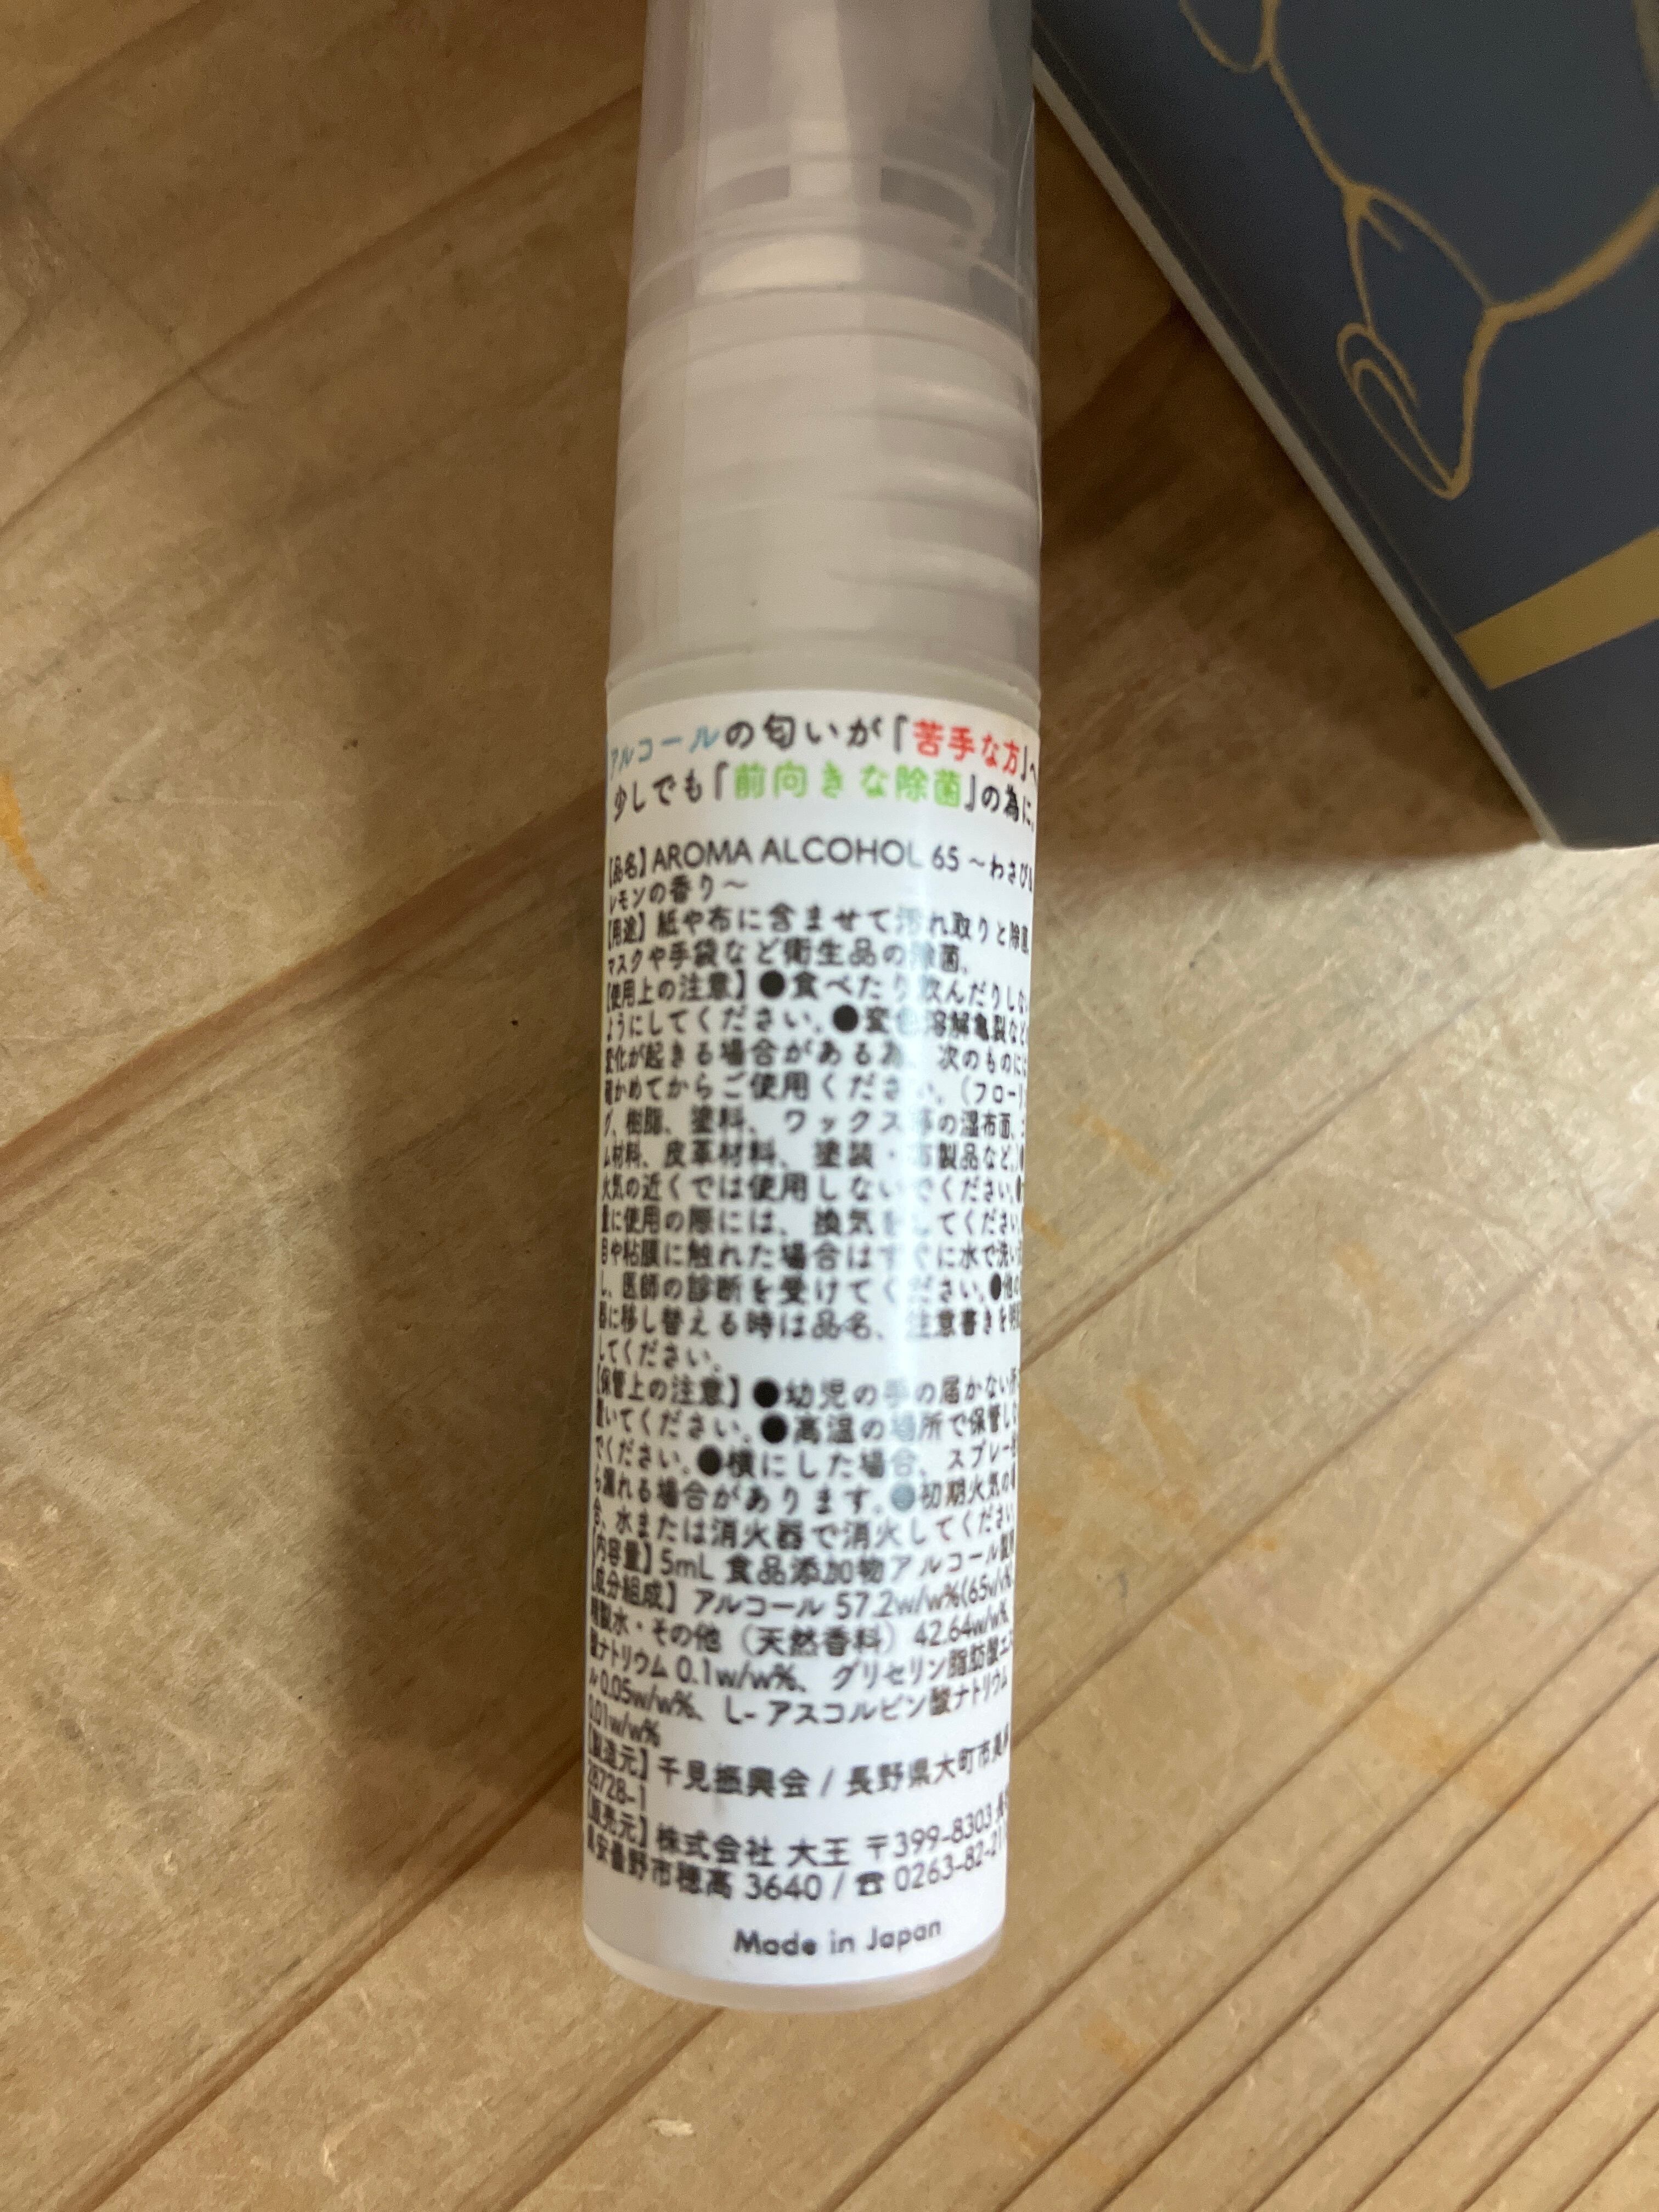 アルコールの匂いが『苦手な方』へ
少しでも『前向きな除菌』の為に。
【品名】AROMA ALCOHOL 65 〜わさび
レモンの香り〜
【用途】紙や布に含ませて汚れ取りと除菌
マスクや手袋など衛生品の除菌。
【使用上の注意】●食べたり飲んだりしな
ようにしてください。●変色溶解亀裂など
変化が起きる場合がある為、次のものに
確かめてからご使用ください。(フローリ
グ、樹脂、塗料、ワックス等の湿布面、
ム材料、皮革材料、塗装・革製品など。)
火気の近くでは使用しないでください。
量に使用の際には、換気をしてください
目や粘膜に触れた場合はすぐに水で洗い
し、医師の診断を受けてください。●他の
器に移し替える時は品名、注意書きを明
してください。
【保管上の注意】●幼児の手の届かない所
置いてください。●高温の場所で保管し
でください。●横にした場合、スプレー
ら漏れる場合があります。●初期火気の
合、水または消火器で消火してください
【内容量】5mL 食品添加物アルコール製
【成分組成】アルコール 57.2w/w%(65v/v%)
精製水・その他(天然香料)42.64w/w%
酸ナトリウム 0.1w/w%、グリセリン脂肪酸エス
ル0.05w/w%、L-アスコルビン酸ナトリウム
0.01w/w%
【製造元】千見振興会 / 長野県大町市美麻
28728-1
【販売元】株式会社 大王 〒399-8303 長野
県安曇野市穂高 3640 / ☎ 0263-82-21
Made in Japan